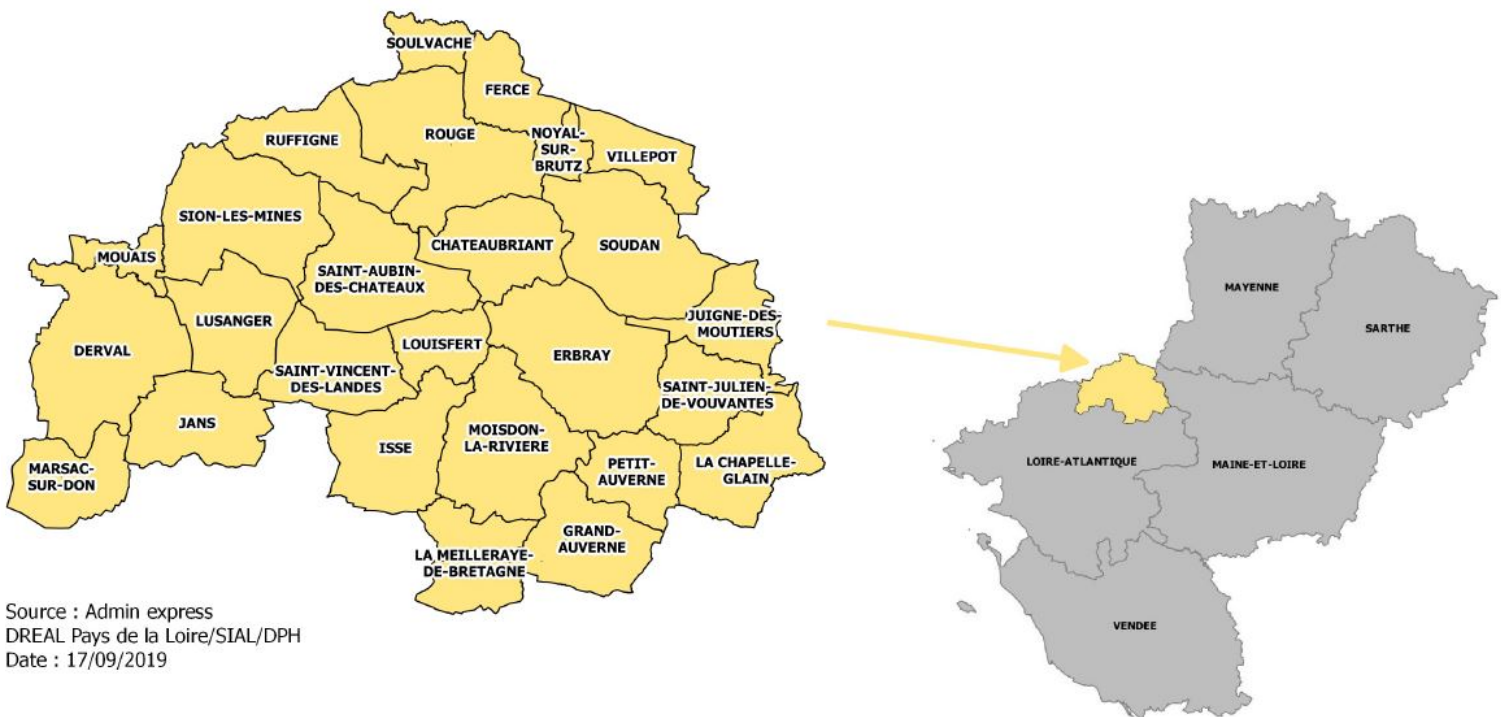 SOULVACHE
FERCE
ROUGE
RUFFIGNE
NOYAL-
SUR-
BRUTZ
VILLEPOT
SION-LES-MINES
CHATEAUBRIANT
SOUDAN
MOUAIS
SAINT-AUBIN-
DES-CHATEAUX
LUSANGER
JUIGNE-DES-
MOUTIERS
DERVAL
LOUISFERT
ERBRAY
SAINT-VINCENT-
DES-LANDES
SAINT-JULIEN-
DE-VOUVANTES
JANS
ISSE
MOISDON-
LA-RIVIERE
MARSAC-
SUR-DON
PETIT-
AUVERNE
LA CHAPELLE-
GLAIN
GRAND-
AUVERNE
LA MEILLERAYE-
DE-BRETAGNE
MAYENNE
SARTHE
LOIRE-ATLANTIQUE
MAINE-ET-LOIRE
VENDEE
Source : Admin express
DREAL Pays de la Loire/SIAL/DPH
Date : 17/09/2019